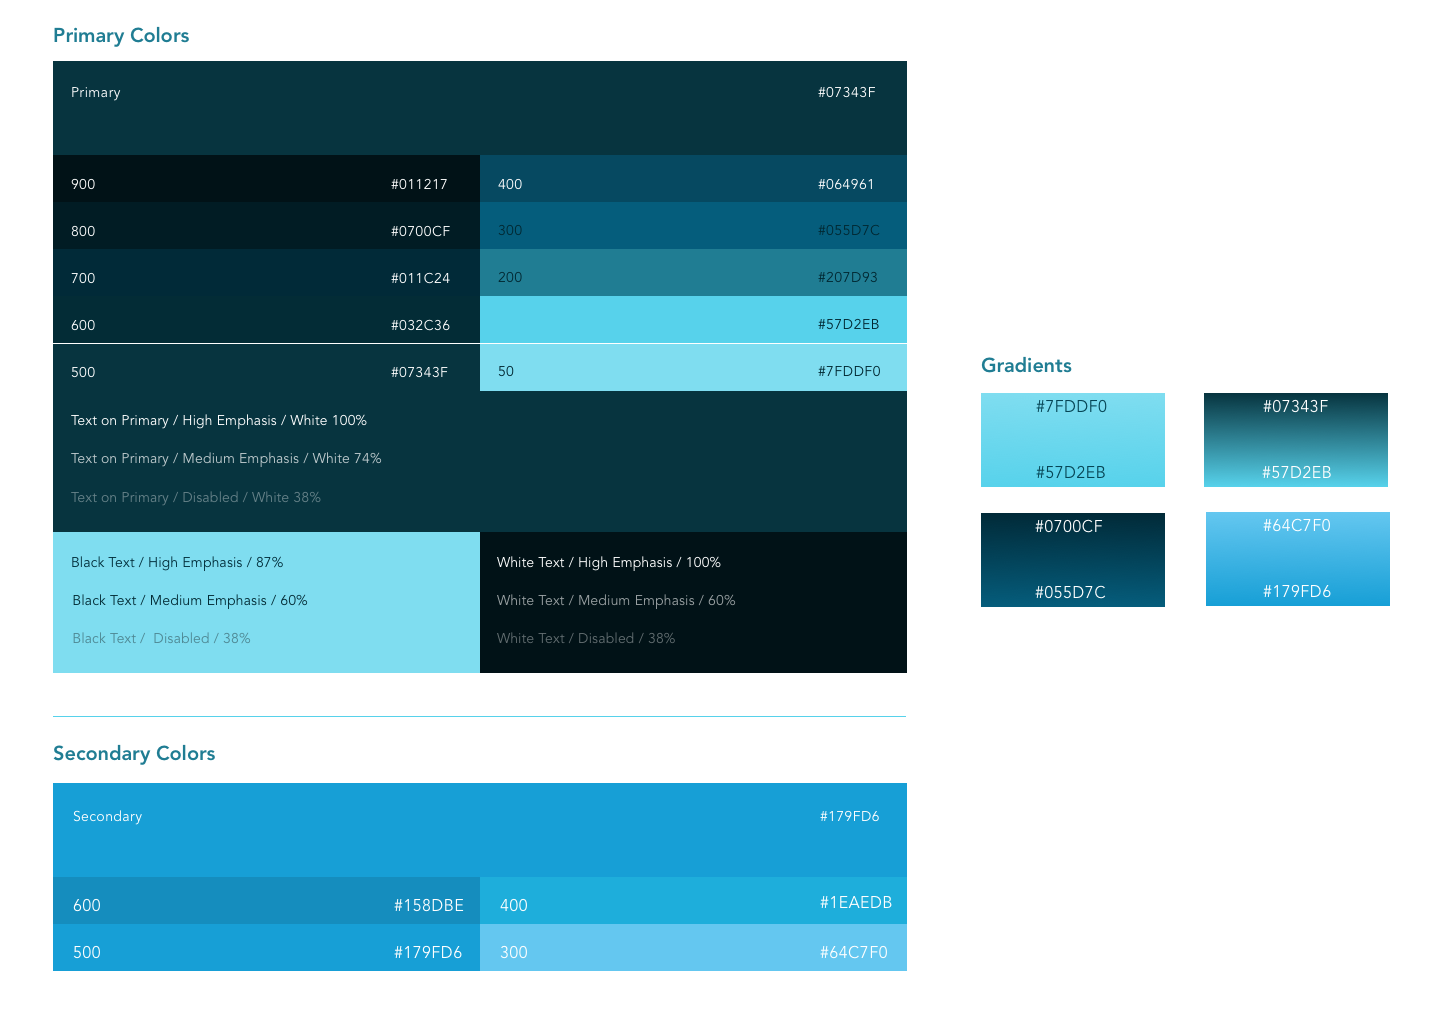 Primary Colors
Primary #07343F
900 #011217 400 #064961
800 #0700CF 300 #055D7C
700 #011C24 200 #207D93
600 #032C36 #57D2EB
500 #07343F 50 #7FDDF0
Text on Primary / High Emphasis / White 100%
Text on Primary / Medium Emphasis / White 74%
Text on Primary / Disabled / White 38%
Black Text / High Emphasis / 87%
Black Text / Medium Emphasis / 60%
Black Text / Disabled / 38%
White Text / High Emphasis / 100%
White Text / Medium Emphasis / 60%
White Text / Disabled / 38%
Gradients
#7FDDF0
#57D2EB
#07343F
#57D2EB
#0700CF
#055D7C
#64C7F0
#179FD6
Secondary Colors
Secondary #179FD6
600 #158DBE 400 #1EAEDB
500 #179FD6 300 #64C7F0